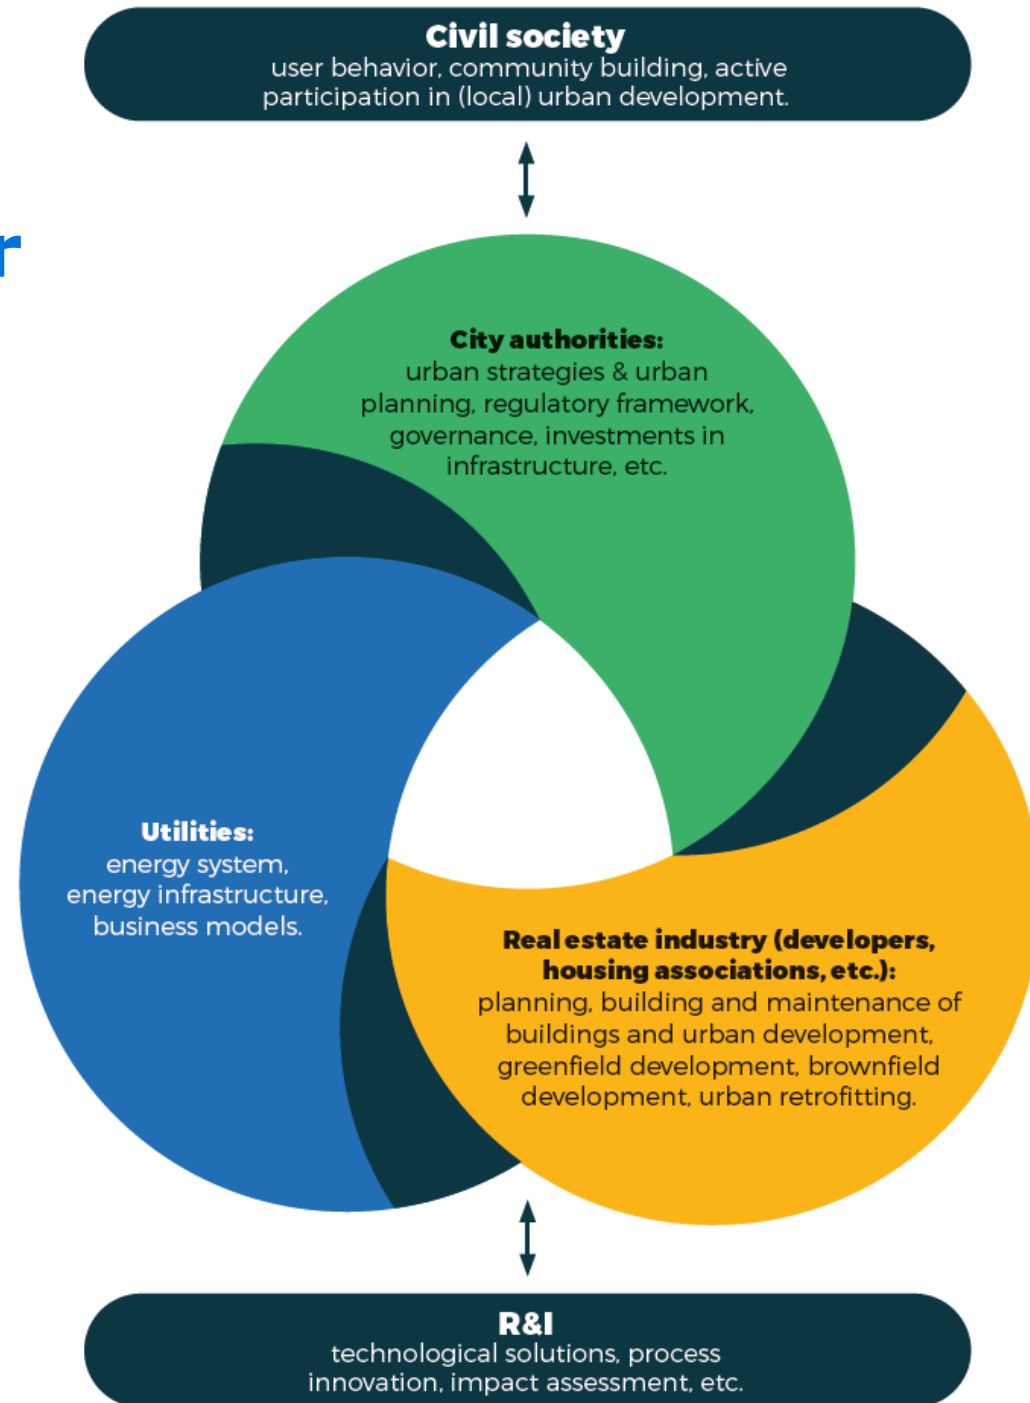 Civil society
user behavior, community building, active
participation in (local) urban development.
r
City authorities:
urban strategies & urban
planning, regulatory framework,
governance, investments in
infrastructure, etc.
Utilities:
energy system,
energy infrastructure,
business models.
Real estate industry (developers,
housing associations, etc.):
planning, building and maintenance of
buildings and urban development,
greenfield development, brownfield
development, urban retrofitting.
R&I
technological solutions, process
innovation, impact assessment, etc.